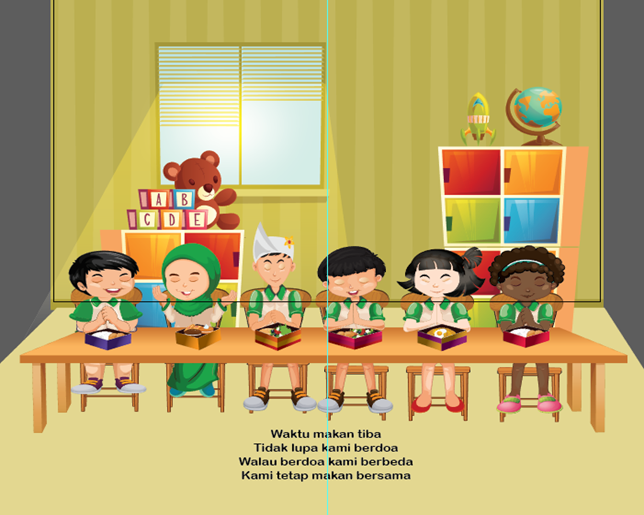 A B
C D E
Waktu makan tiba
Tidak lupa kami berdoa
Walau berdoa kami berbeda
Kami tetap makan bersama